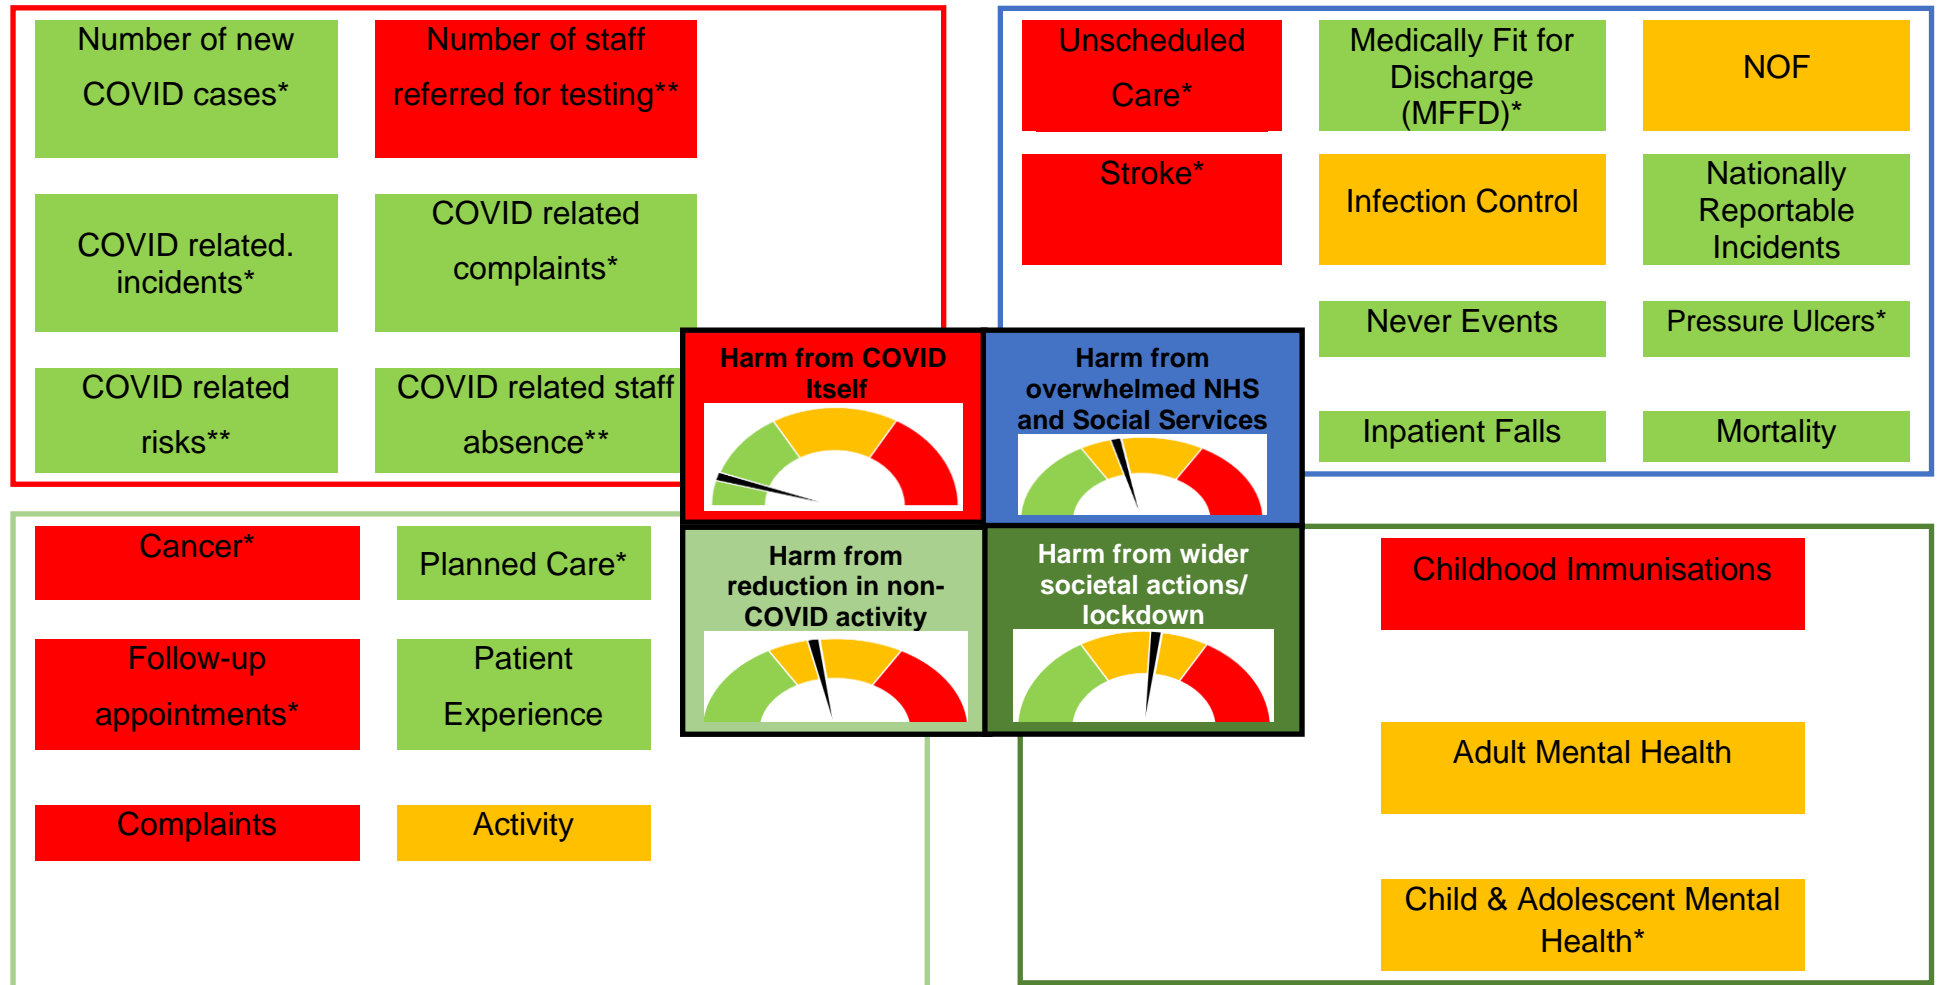 Number of new
COVID cases*
Number of staff
referred for testing**
COVID related.
incidents*
COVID related
complaints*
COVID related
risks**
COVID related staff
absence**
Unscheduled
Care*
Medically Fit for
Discharge
(MFFD)*
NOF
Stroke*
Infection Control
Nationally
Reportable
Incidents
Never Events
Pressure Ulcers*
Inpatient Falls
Mortality
Harm from COVID
Itself
Harm from
overwhelmed NHS
and Social Services
Harm from
reduction in non-
COVID activity
Harm from wider
societal actions/
lockdown
Cancer*
Planned Care*
Follow-up
appointments*
Patient
Experience
Complaints
Activity
Childhood Immunisations
Adult Mental Health
Child & Adolescent Mental
Health*